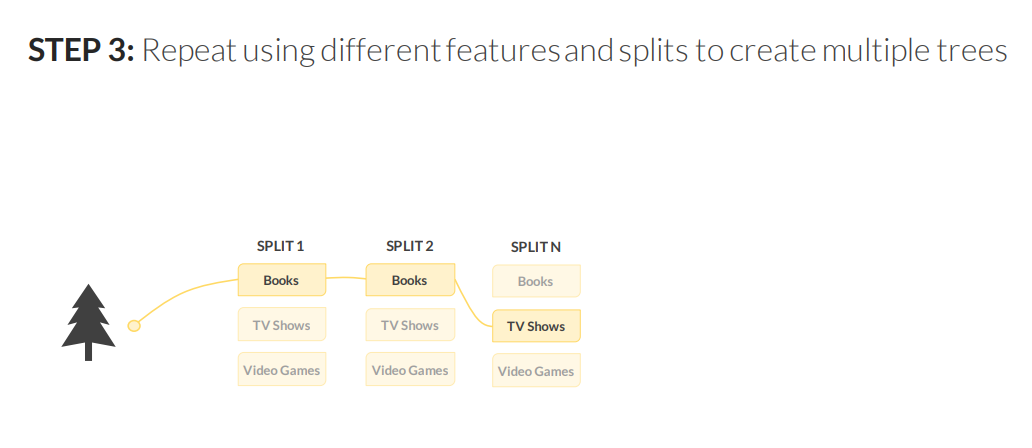 STEP 3: Repeat using different features and splits to create multiple trees
SPLIT 1 SPLIT 2 SPLIT N
Books Books Books
TV Shows TV Shows TV Shows
Video Games Video Games Video Games